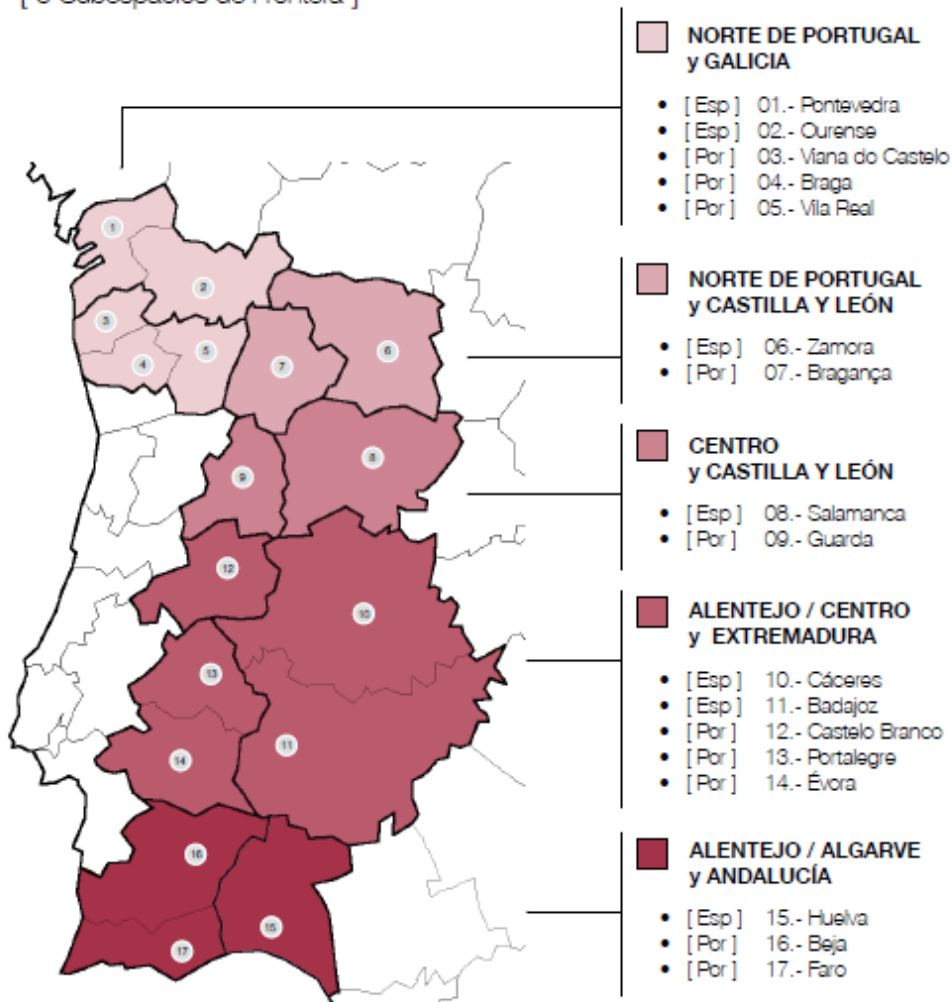 de Frontera ]
NORTE DE PORTUGAL
y GALICIA
• [ Esp ] 01.- Pontevedra
• [ Esp ] 02.- Ourense
• [ Por ] 03.- Viana do Castelo
• [ Por ] 04.- Braga
• [ Por ] 05.- Vila Real
NORTE DE PORTUGAL
y CASTILLA Y LEÓN
• [ Esp ] 06.- Zamora
• [ Por ] 07.- Bragança
CENTRO
y CASTILLA Y LEÓN
• [ Esp ] 08.- Salamanca
• [ Por ] 09.- Guarda
ALENTEJO / CENTRO
y EXTREMADURA
• [ Esp ] 10.- Cáceres
• [ Esp ] 11.- Badajoz
• [ Por ] 12.- Castelo Branco
• [ Por ] 13.- Portalegre
• [ Por ] 14.- Évora
ALENTEJO / ALGARVE
y ANDALUCÍA
• [ Esp ] 15.- Huelva
• [ Por ] 16.- Beja
• [ Por ] 17.- Faro
1
2
3
4
5
6
7
8
9
10
11
12
13
14
15
16
17